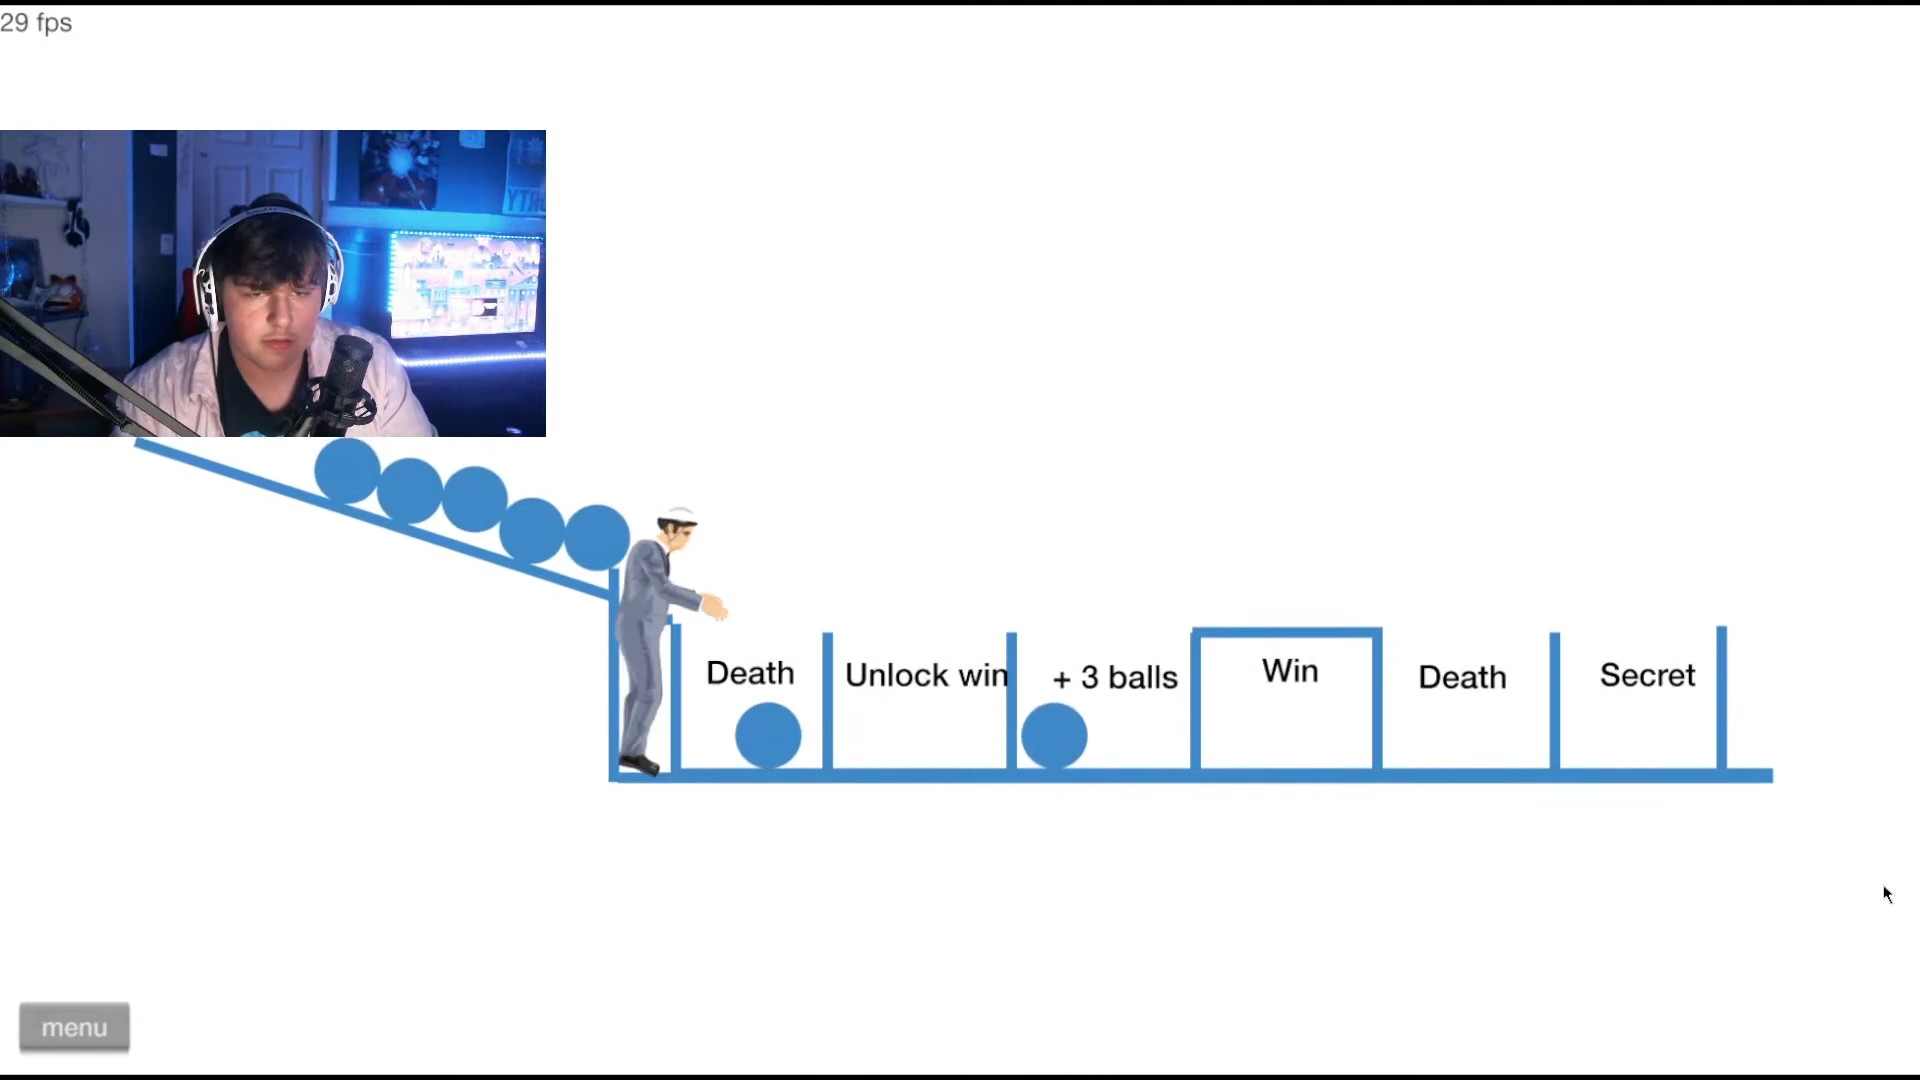 29 fps
Death
Unlock win
+ 3 balls
Win
Death
Secret
menu